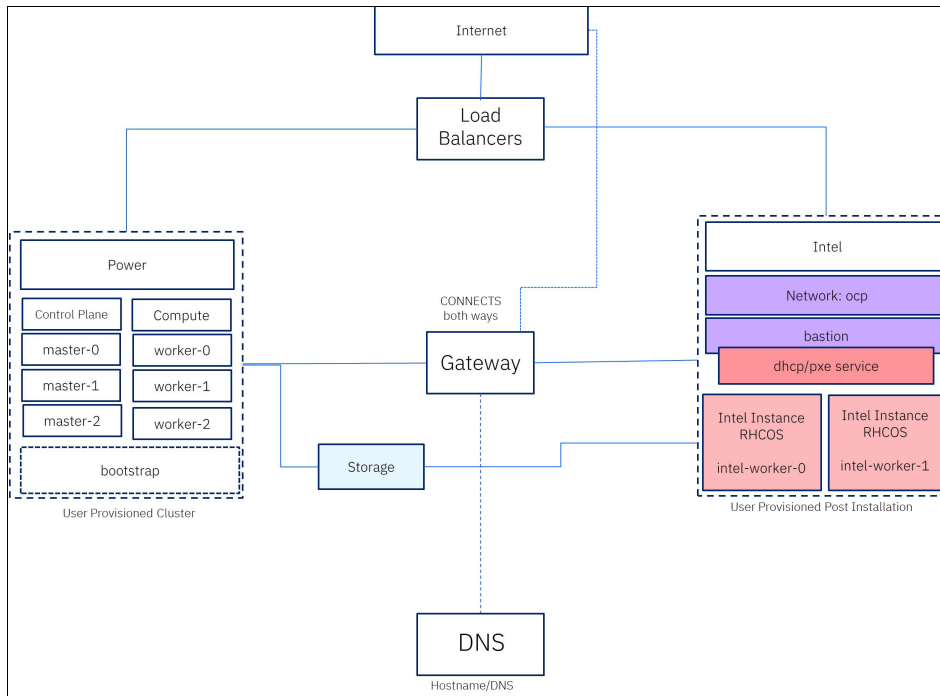 Internet
Load
Balancers
Power
Control Plane
Compute
master-0
worker-0
master-1
worker-1
master-2
worker-2
bootstrap
User Provisioned Cluster
CONNECTS
both ways
Gateway
Storage
Intel
Network: ocp
bastion
dhcp/pxe service
Intel Instance
RHCOS
intel-worker-0
Intel Instance
RHCOS
intel-worker-1
User Provisioned Post Installation
DNS
Hostname/DNS